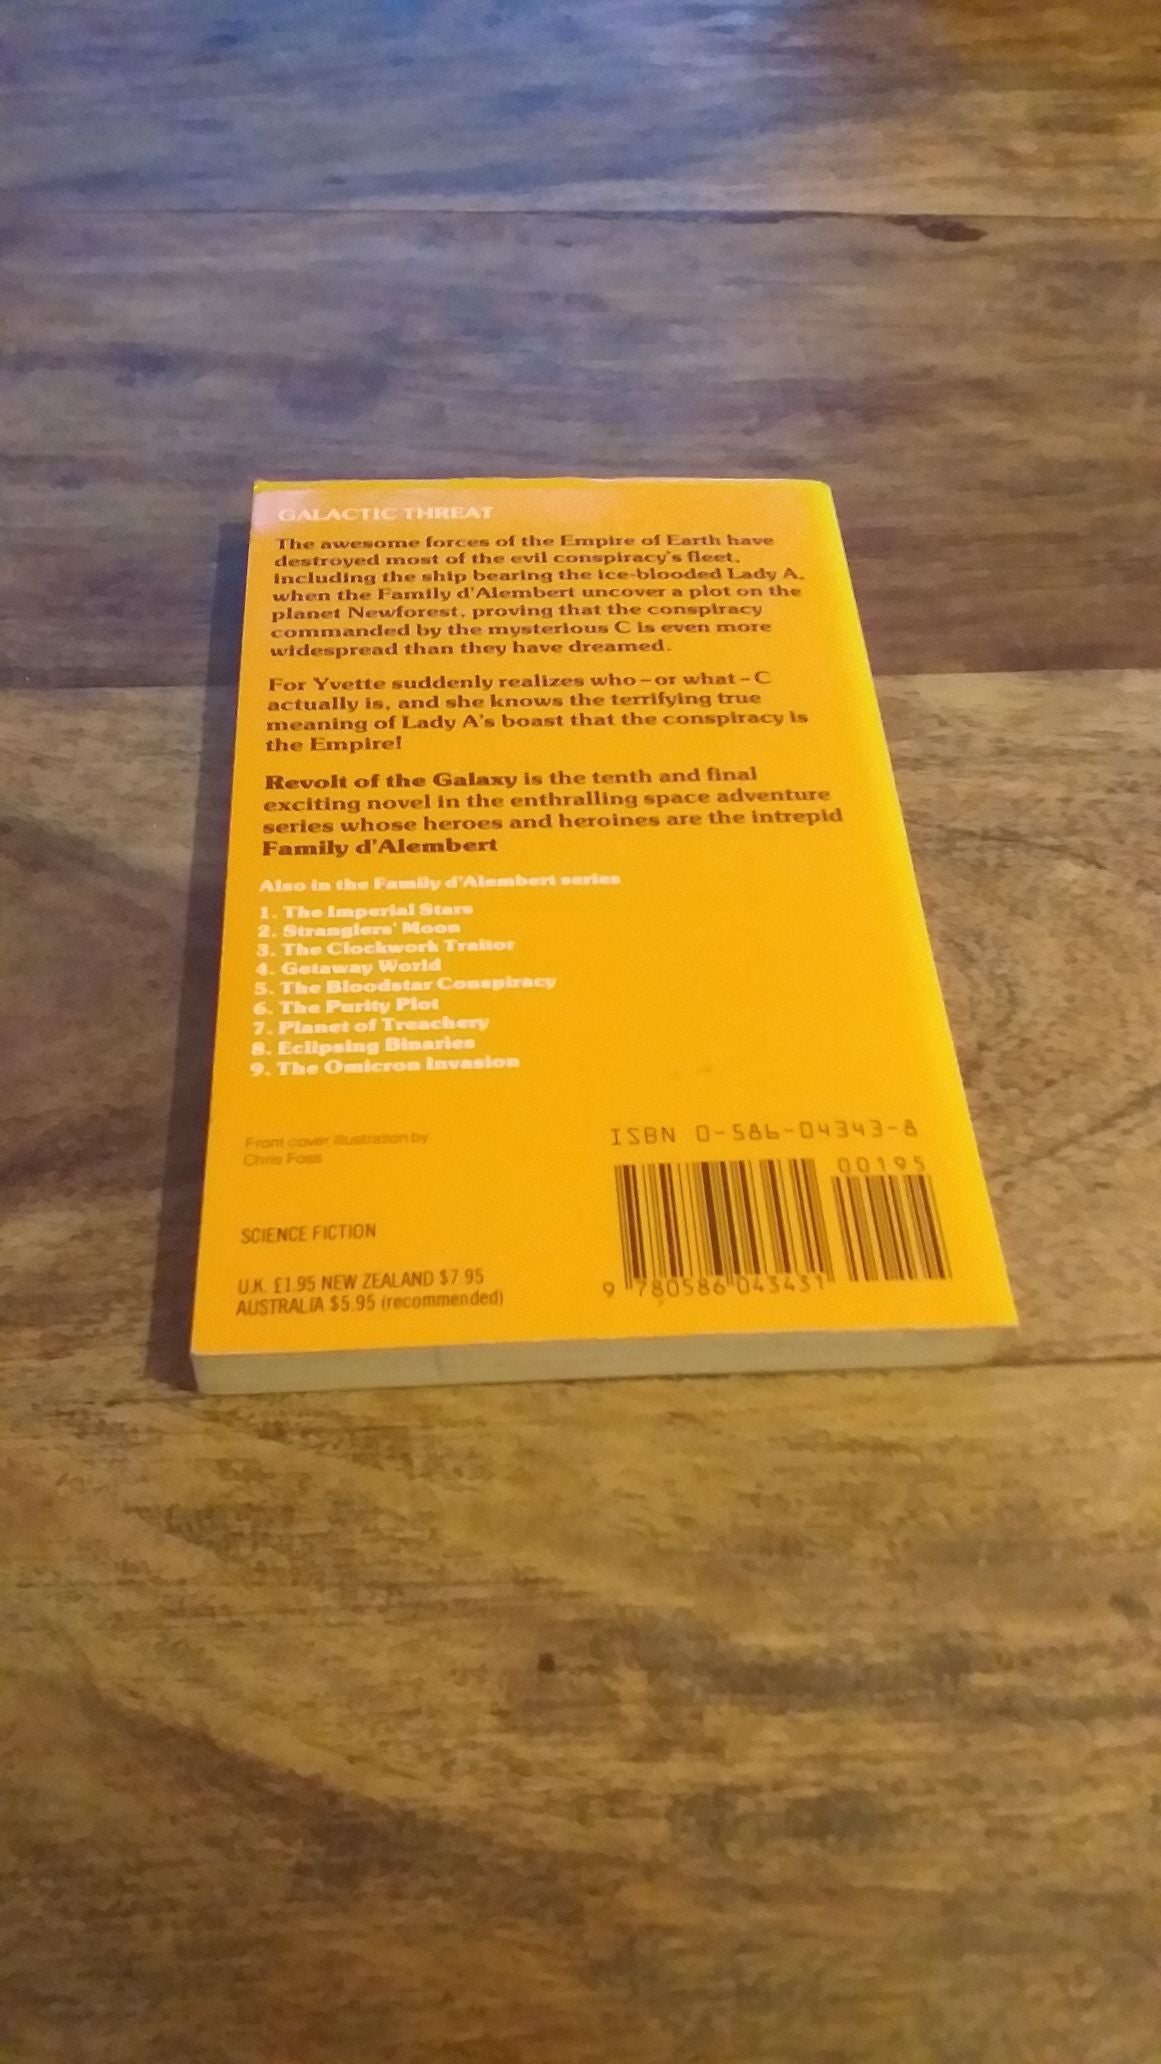 GALACTIC THREAT
The awesome forces of the Empire of Earth have
destroyed most of the evil conspiracy's fleet,
including the ship bearing the ice-blooded Lady A,
when the Family d'Alembert uncover a plot on the
planet Newforest, proving that the conspiracy
commanded by the mysterious C is even more
widespread than they have dreamed.
For Yvette suddenly realizes who – or what – C
actually is, and she knows the terrifying true
meaning of Lady A's boast that the conspiracy is
the Empire!
Revolt of the Galaxy is the tenth and final
exciting novel in the enthralling space adventure
series whose heroes and heroines are the intrepid
Family d'Alembert
Also in the Family d'Alembert series
1. The Imperial Stars
2. Stranglers' Moon
3. The Clockwork Traitor
4. Getaway World
5. The Bloodstar Conspiracy
6. The Purity Plot
7. Planet of Treachery
8. Eclipsing Binaries
9. The Omicron Invasion
Front cover illustration by
Chris Foss
ISBN 0-586-04343-8
00195
SCIENCE FICTION
9 780586 043431
U.K. £1.95 NEW ZEALAND $7.95
AUSTRALIA $5.95 (recommended)